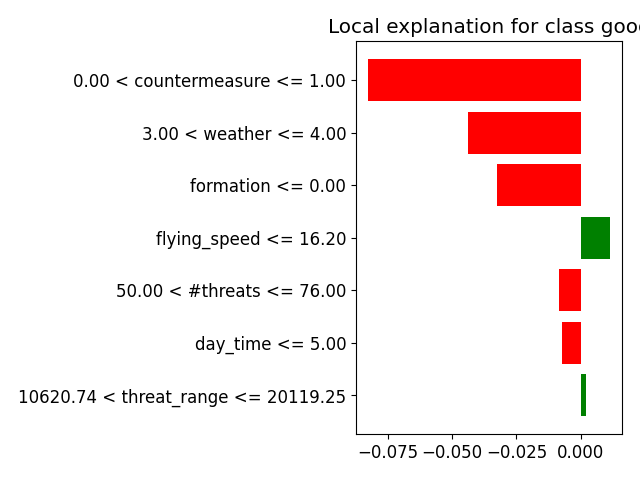 Local explanation for class goo
0.00 < countermeasure <= 1.00
3.00 < weather <= 4.00
formation <= 0.00
flying_speed <= 16.20
50.00 < #threats <= 76.00
day_time <= 5.00
10620.74 < threat_range <= 20119.25
−0.075 −0.050 −0.025 0.000